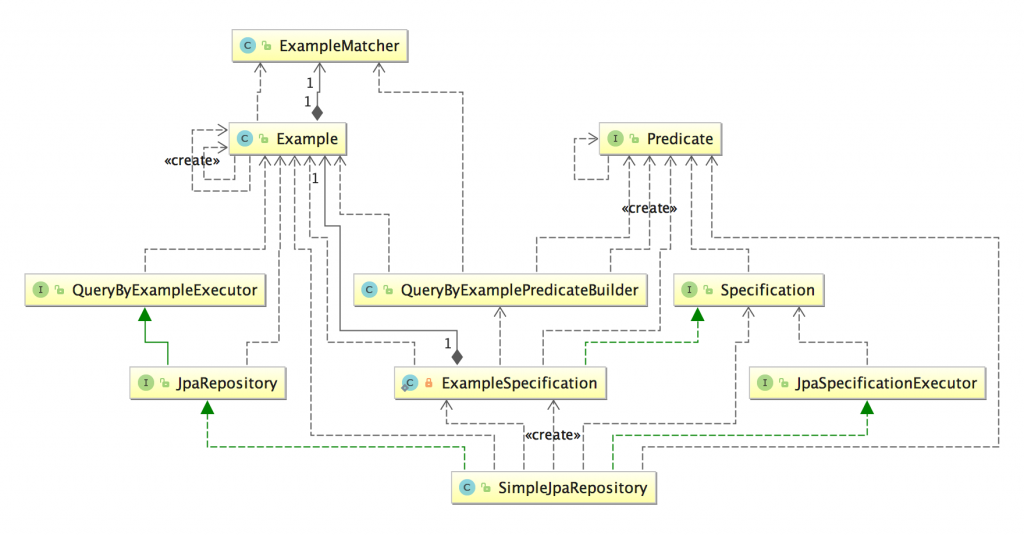 C ExampleMatcher
1
1
C Example
I Predicate
«create»
1
«create»
I QueryByExampleExecutor
C QueryByExamplePredicateBuilder
I Specification
1
I JpaRepository
C ExampleSpecification
I JpaSpecificationExecutor
«create»
C SimpleJpaRepository